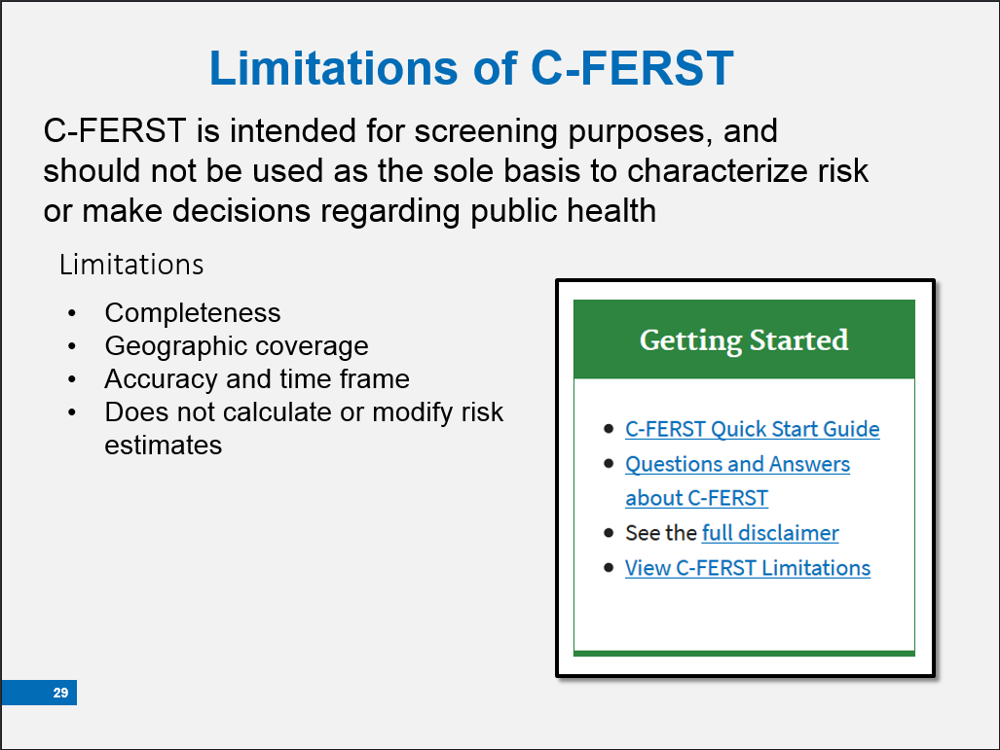 Limitations of C-FERST
C-FERST is intended for screening purposes, and
should not be used as the sole basis to characterize risk
or make decisions regarding public health
Limitations
• Completeness
• Geographic coverage
• Accuracy and time frame
• Does not calculate or modify risk
estimates
Getting Started
• C-FERST Quick Start Guide
• Questions and Answers
about C-FERST
• See the full disclaimer
• View C-FERST Limitations
29